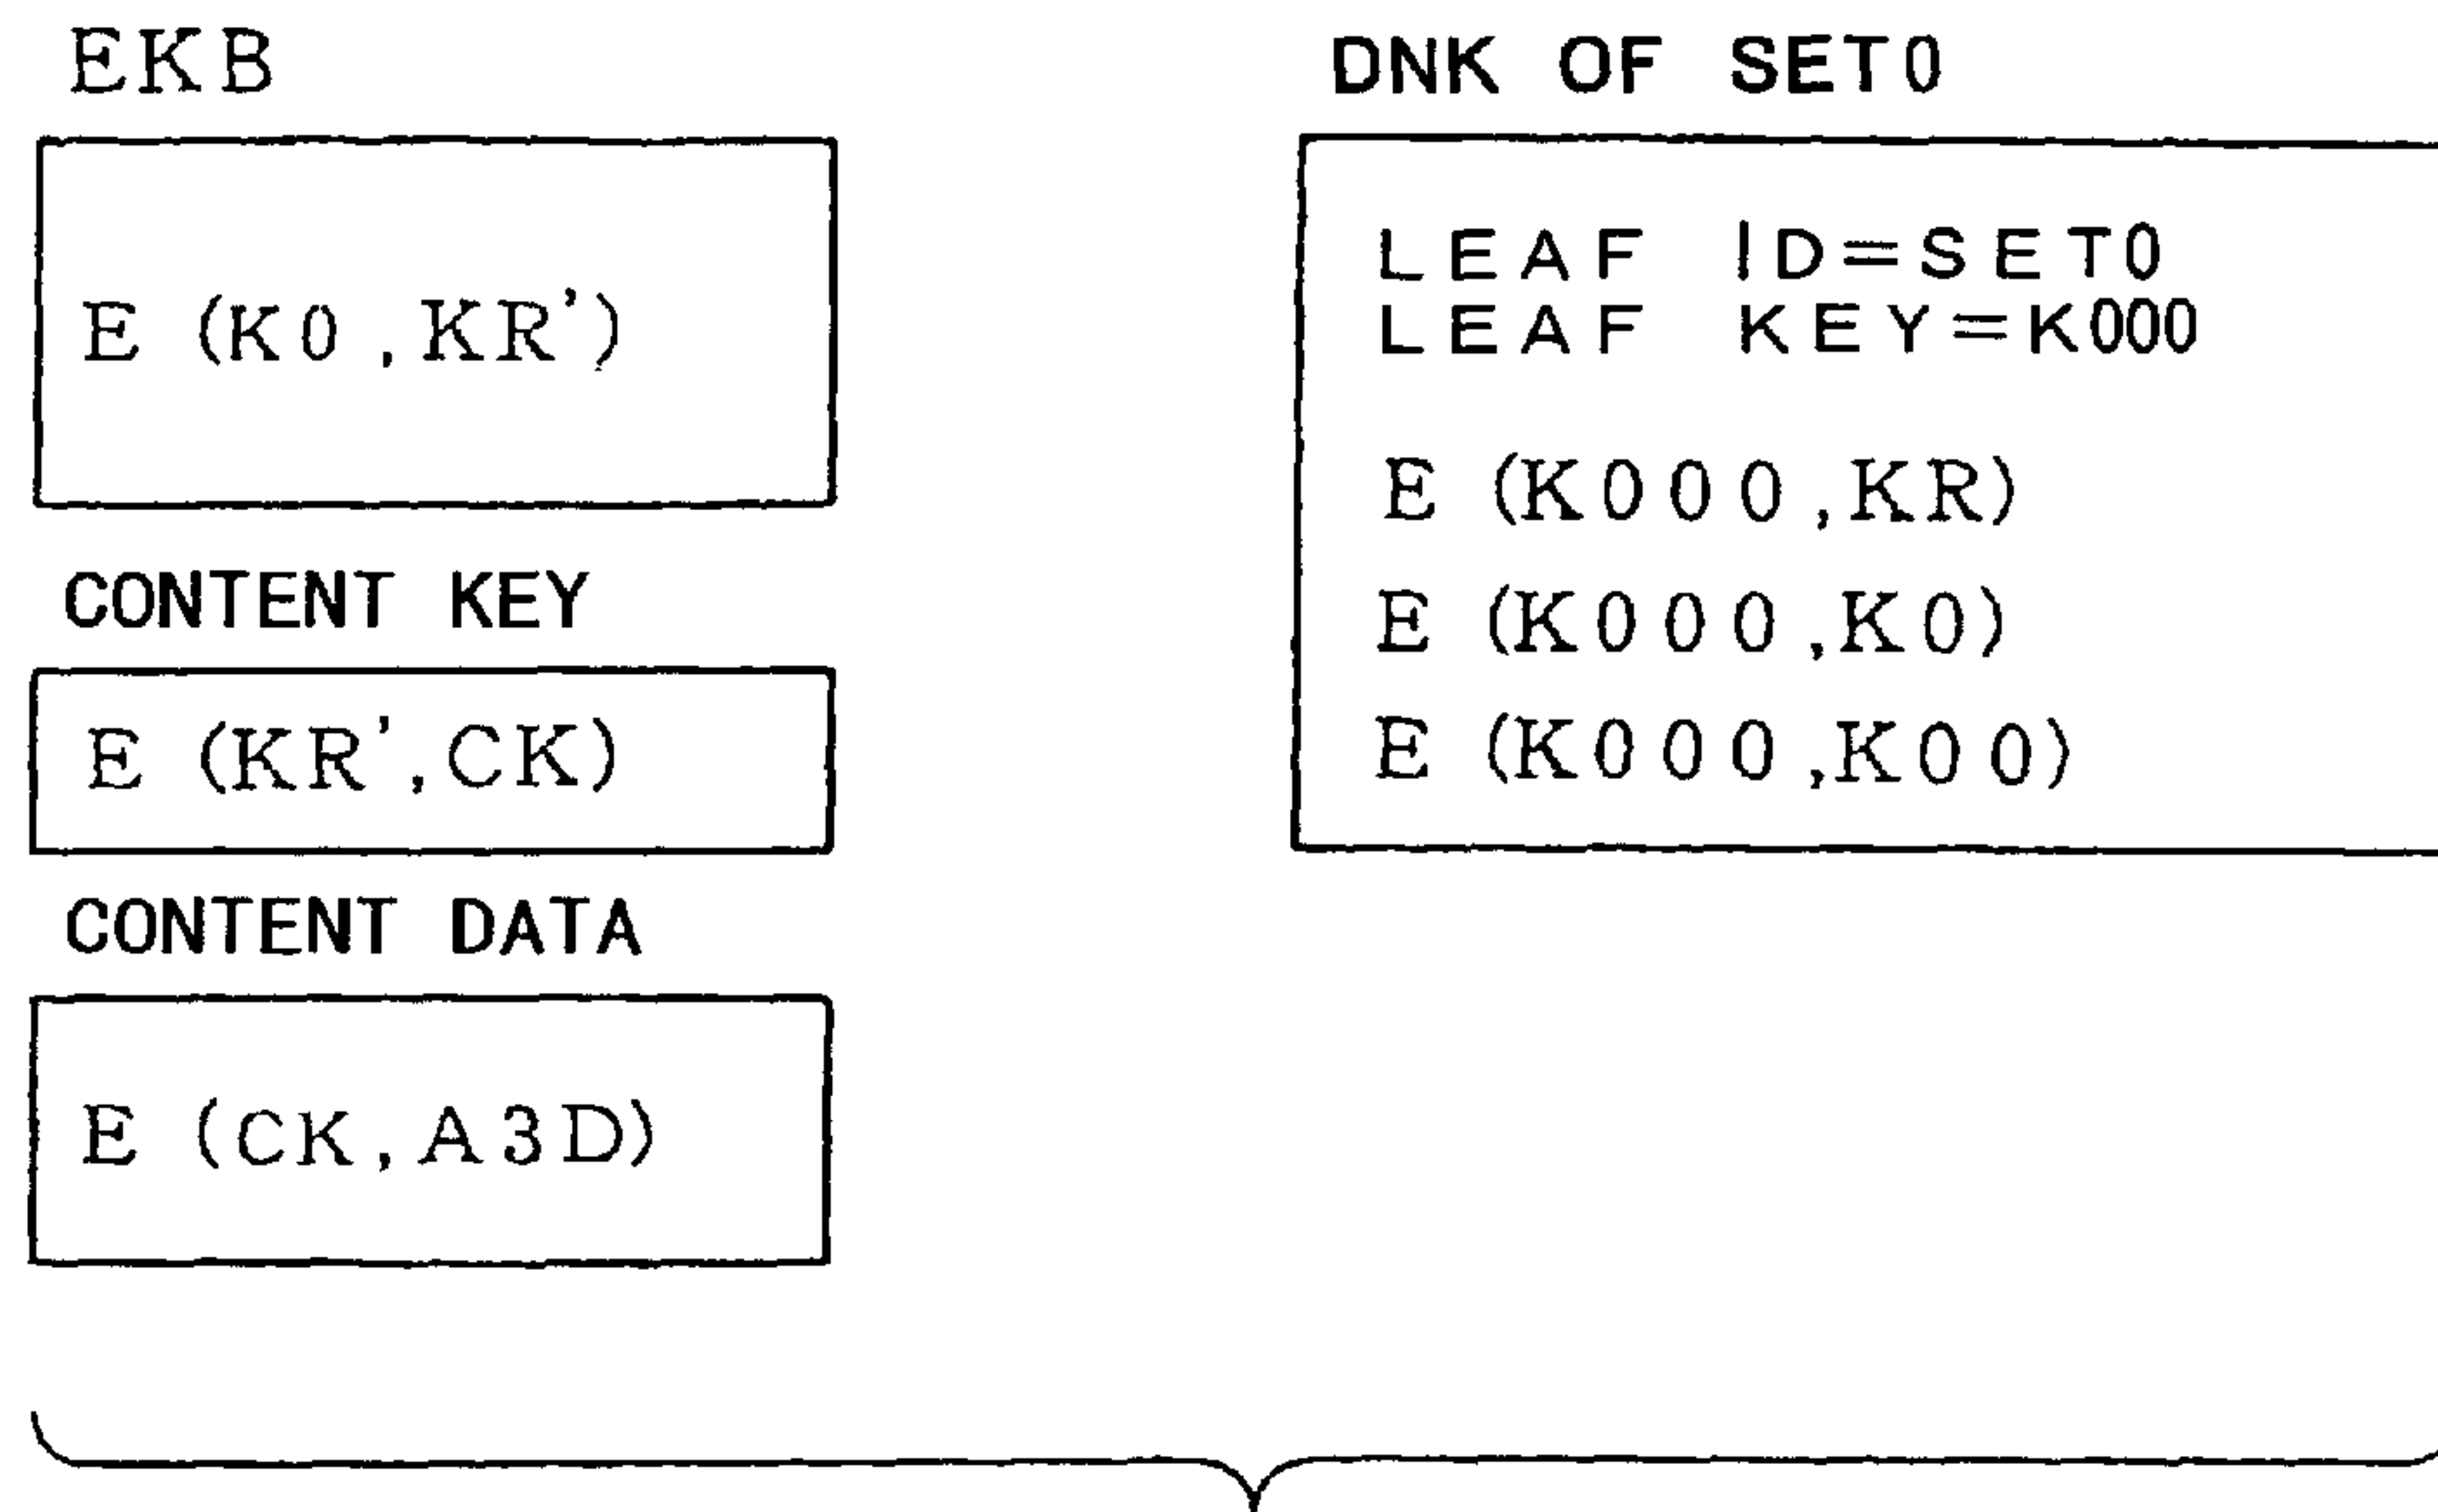 EKB
E (K0, KR')
CONTENT KEY
E (KR', CK)
CONTENT DATA
E (CK, A3D)
DNK OF SET0
LEAF ID=SET0
LEAF KEY=K000
E (K000, KR)
E (K000, K0)
E (K000, K00)